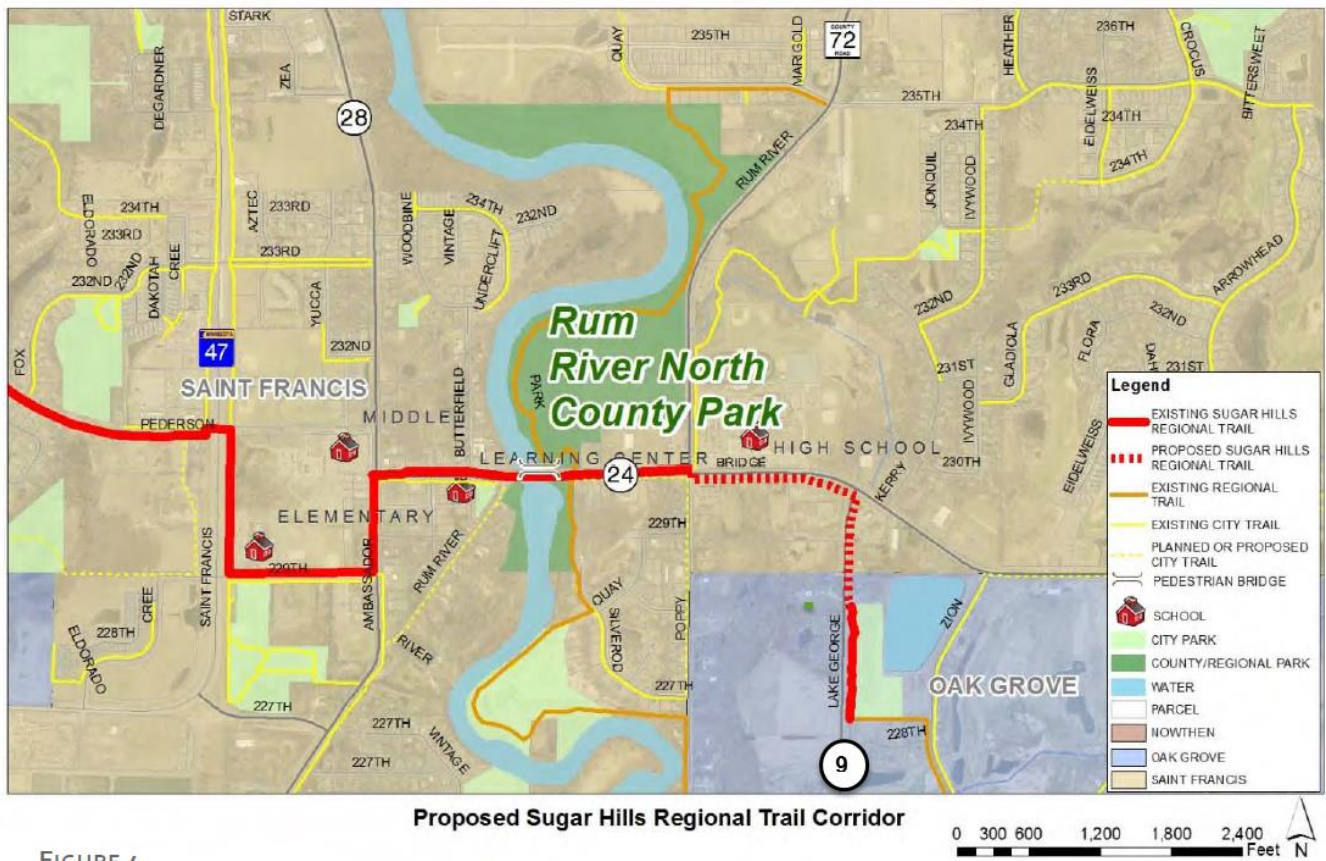 STARK
DEGARDNER
ZEA
28
QUAY
235TH
MARIGOLD
COUNTY
72
ROAD
HEATHER
236TH
CROCUS
BITTERSWEET
EIDELWEISS
235TH
234TH
234TH
234TH
RUM RIVER
JONQUIL
IVYWOOD
ELDORADO
234TH
233RD
232ND
232ND
DAKOTAH
CREE
AZTEC
233RD
233RD
YUCCA
232ND
WOODBINE
VINTAGE
234TH
232ND
UNDERCLIFT
ARROWHEAD
233RD
232ND
232ND
GLADIOLA
FLORA
231ST
231ST
DAH
IVYWOOD
EIDELWEISS
230TH
FOX
MINNESOTA
47
SAINT FRANCIS
PEDERSON
MIDDLE
BUTTERFIELD
PARK
Rum
River North
County Park
LEARNING CENTER
24
BRIDGE
HIGH SCHOOL
KERRY
ELEMENTARY
229TH
229TH
SAINT FRANCIS
AMBASSADOR
RUM RIVER
RIVER
CREE
228TH
ELDORADO
227TH
227TH
227TH
VINTAGE
QUAY
SILVEROD
POPPY
227TH
LAKE GEORGE
ZION
OAK GROVE
228TH
9
Legend
EXISTING SUGAR HILLS
REGIONAL TRAIL
PROPOSED SUGAR HILLS
REGIONAL TRAIL
EXISTING REGIONAL
TRAIL
EXISTING CITY TRAIL
PLANNED OR PROPOSED
CITY TRAIL
PEDESTRIAN BRIDGE
SCHOOL
CITY PARK
COUNTY/REGIONAL PARK
WATER
PARCEL
NOWTHEN
OAK GROVE
SAINT FRANCIS
Proposed Sugar Hills Regional Trail Corridor
0 300 600 1,200 1,800 2,400
Feet N